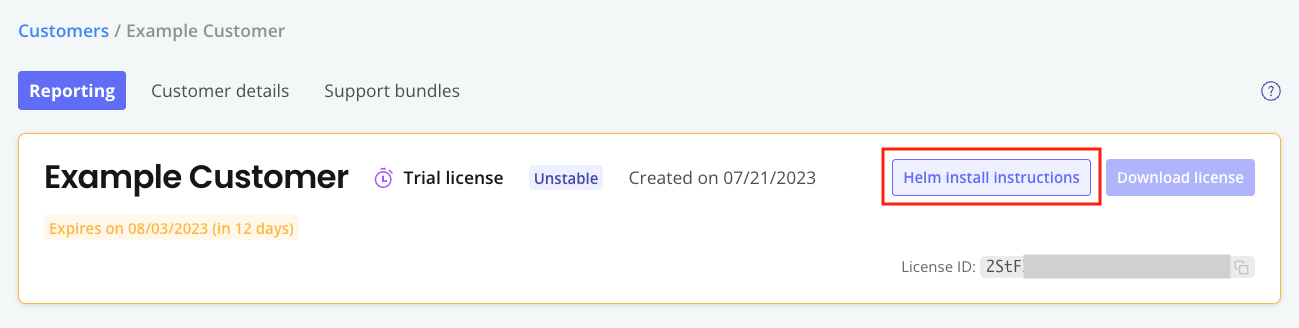 Customers / Example Customer
Reporting Customer details Support bundles ?
Example Customer Trial license Unstable Created on 07/21/2023 Helm install instructions Download license
Expires on 08/03/2023 (in 12 days)
License ID: 2StF